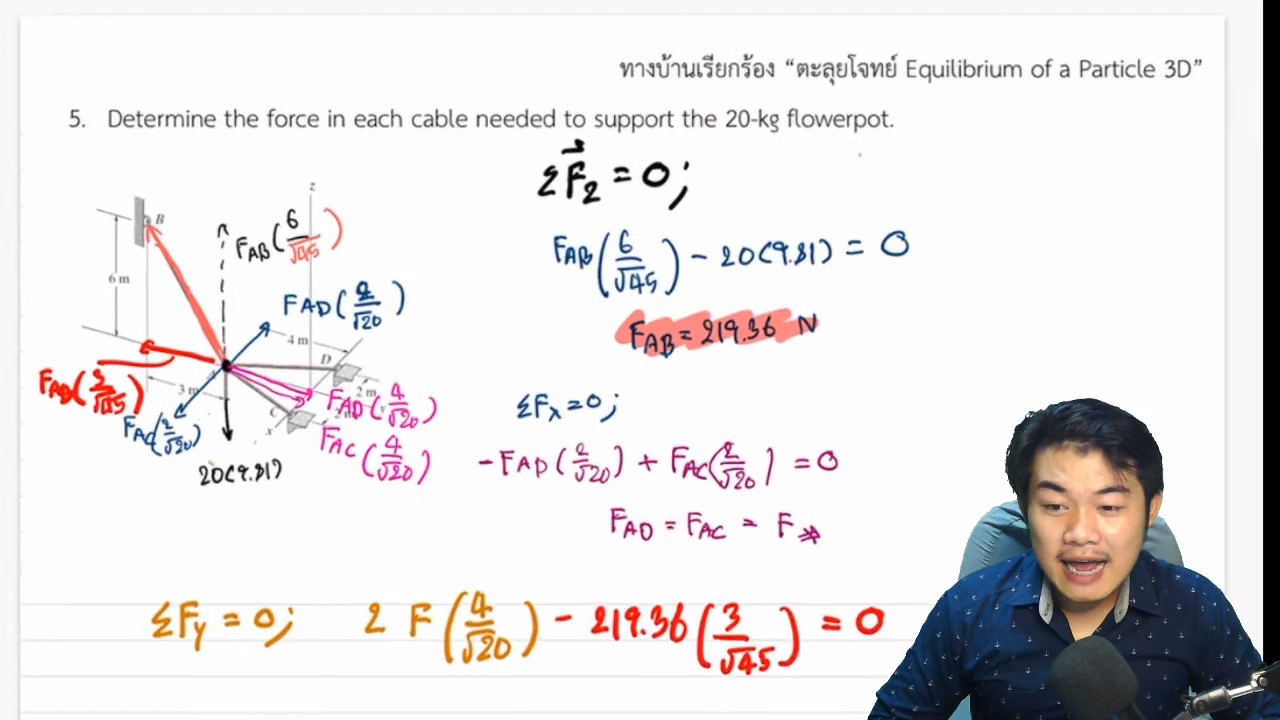 ทางบ้านเรียกร้อง “ตะลุยโจทย์ Equilibrium of a Particle 3D”
5. Determine the force in each cable needed to support the 20-kg flowerpot.
ΣF⃗z = 0;
z
B
F_AB(6/√45)
F_AB(6/√45) - 20(9.81) = 0
6 m
F_AD(2/√20)
F_AB = 219.36 N
4 m
D
F_AB(3/√45)
3 m
2 m
F_AD(4/√20)
ΣFx = 0;
C
x
F_AC(2/√20)
F_AC(4/√20)
-F_AD(2/√20) + F_AC(2/√20) = 0
20(9.81)
F_AD = F_AC = F
ΣFy = 0; 2 F(4/√20) - 219.36(3/√45) = 0